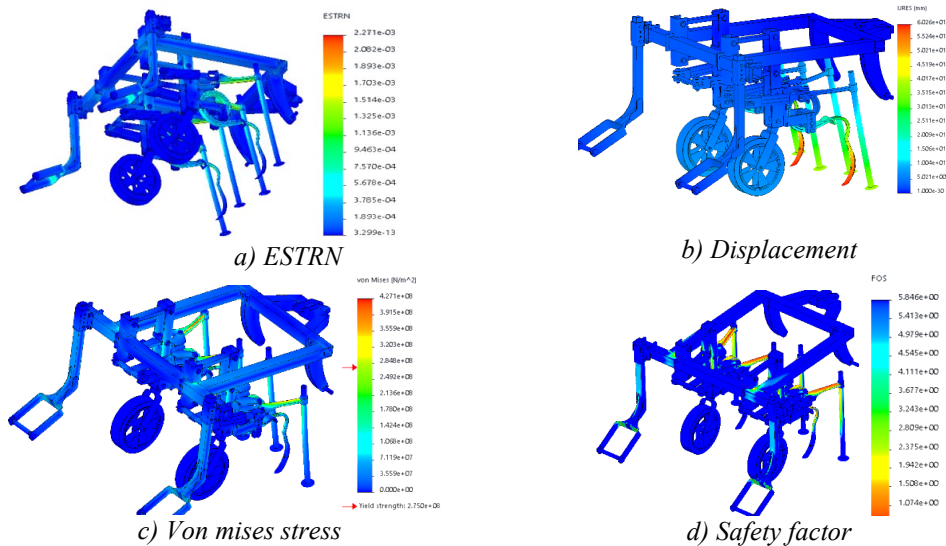 ESTRN
2.271e-03
2.082e-03
1.893e-03
1.703e-03
1.514e-03
1.325e-03
1.136e-03
9.463e-04
7.570e-04
5.678e-04
3.785e-04
1.893e-04
3.299e-13
a) ESTRN
URES (mm)
6.026e+01
5.524e+01
4.519e+01
4.017e+01
3.515e+01
3.013e+01
2.511e+01
2.009e+01
1.506e+01
5.021e+00
1.000e-30
b) Displacement
von Mises (N/m^2)
4.271e+08
3.915e+08
3.559e+08
3.203e+08
2.848e+08
2.492e+08
2.136e+08
1.780e+08
1.424e+08
1.068e+08
7.119e+07
3.559e+07
0.000e+00
Yield strength: 2.750e+08
c) Von mises stress
FOS
5.846e+00
5.413e+00
4.979e+00
4.545e+00
4.111e+00
3.677e+00
3.243e+00
2.809e+00
2.375e+00
1.942e+00
1.508e+00
1.074e+00
d) Safety factor